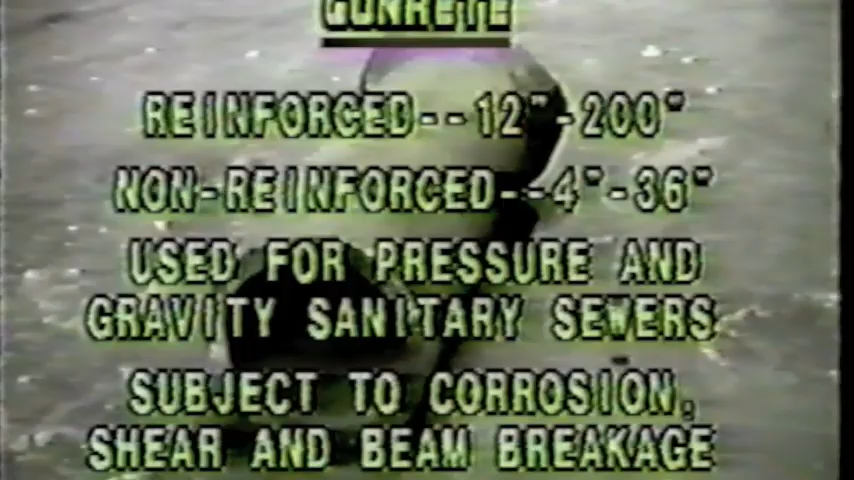 CONRETE
REINFORCED--12"-200"
NON-REINFORCED--4"-36"
USED FOR PRESSURE AND
GRAVITY SANITARY SEWERS
SUBJECT TO CORROSION,
SHEAR AND BEAM BREAKAGE